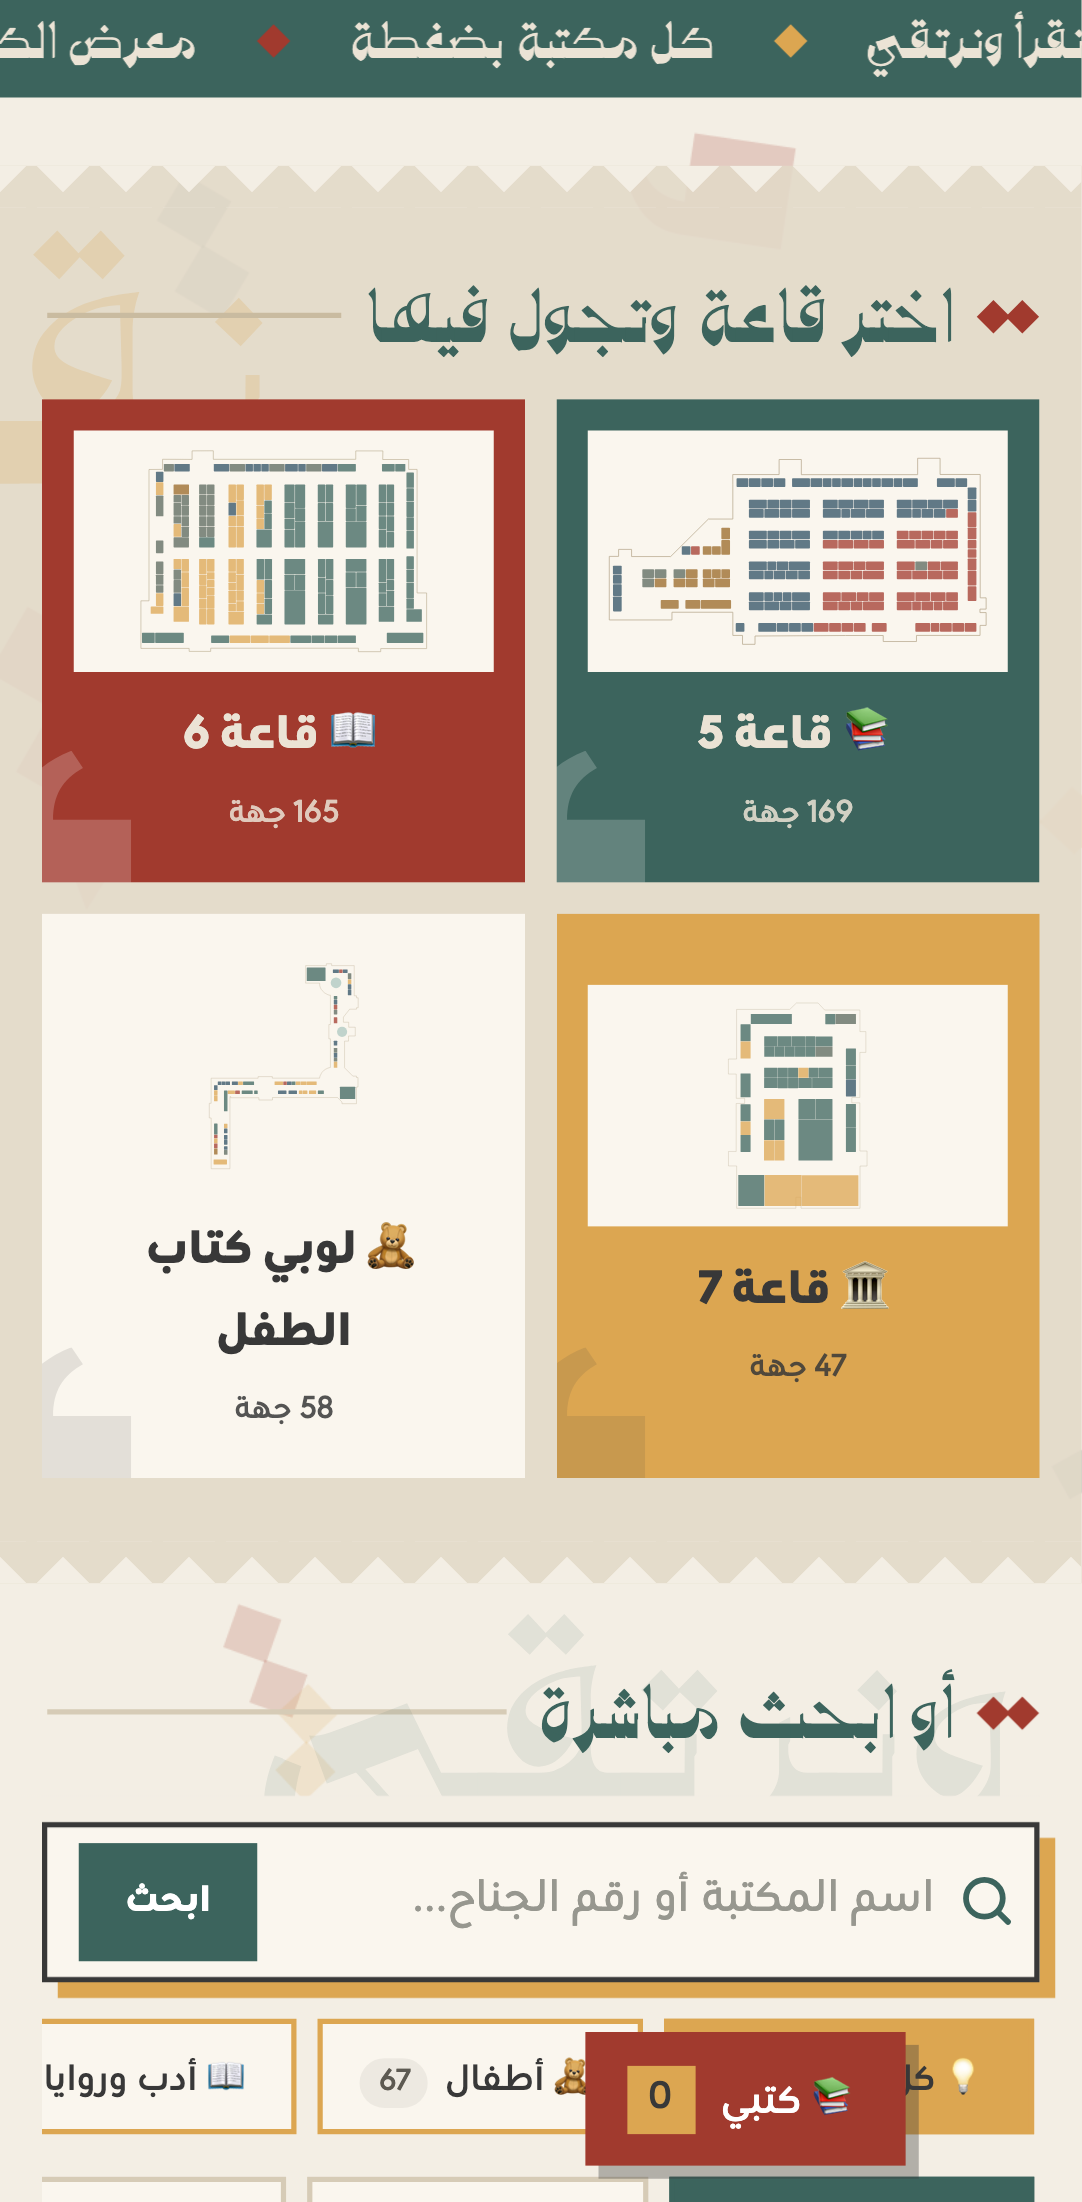 نقرأ ونرتقي ◆ كل مكتبة بضغطة ◆ معرض
اختر قاعة وتجول فيها
📚 قاعة 5
169 جهة
📖 قاعة 6
165 جهة
🏛️ قاعة 7
47 جهة
🧸 لوبي كتاب
الطفل
58 جهة
أو ابحث مباشرة
اسم المكتبة أو رقم الجناح...
ابحث
💡
🧸 أطفال 67
📖 أدب وروايا
📚 كتبي 0